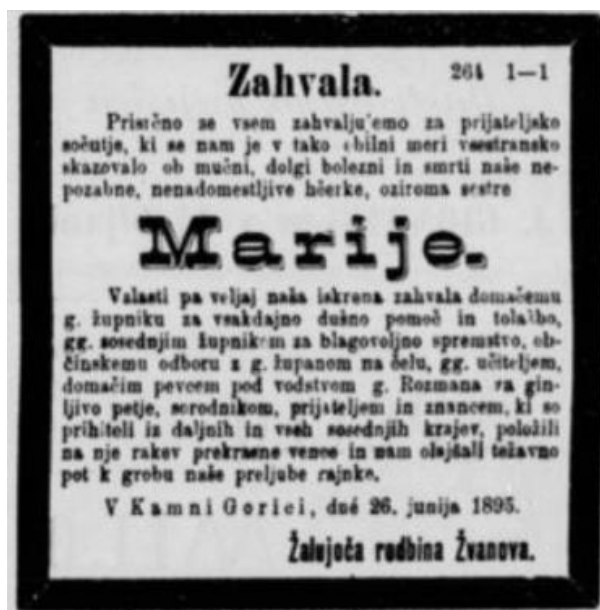 Zahvala. 264 1—1
Pristčno se vsem zahvalju'emo za prijateljsko
sočutje, ki se nam je v tako obilni meri vsestransko
skazovalo ob mučni, dolgi bolezni in smrti naše ne-
pozabne, nenadomestljive hčerke, oziroma sestre
Marije.
Vzlasti pa veljaj naša iskrena zahvala domačemu
g. župniku za vsakdajno dušno pomoč in tolažbo,
gg. sosednjim župnikom za blagovoljno spremstvo, ob-
činskemu odboru z g. županom na čelu, gg. učiteljem,
domačim pevcem pod vodstvom g. Rozmana za gin-
ljivo petje, sorodnikom, prijateljem in znancem, ki so
prihiteli iz daljnih in vseh sosednjih krajev, položili
na nje rakev prekrasne vence in nam olajšali težavno
pot k grobu naše preljube rajnke.
V Kamni Gorici, dné 26. junija 1895.
Žalujoča rodbina Žvanova.